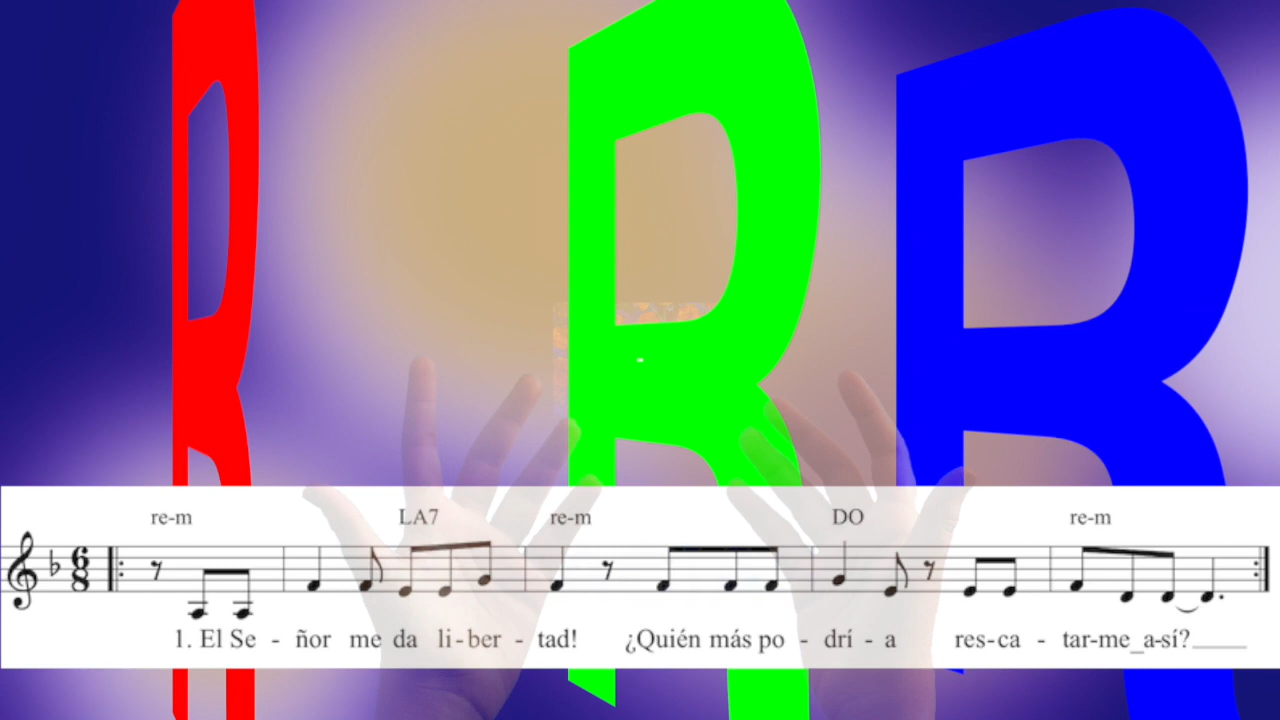 R R R
re-m LA7 re-m DO re-m
1. El Se - ñor me da li - ber - tad! ¿Quién más po - drí - a res - ca - tar-me_a-sí?____